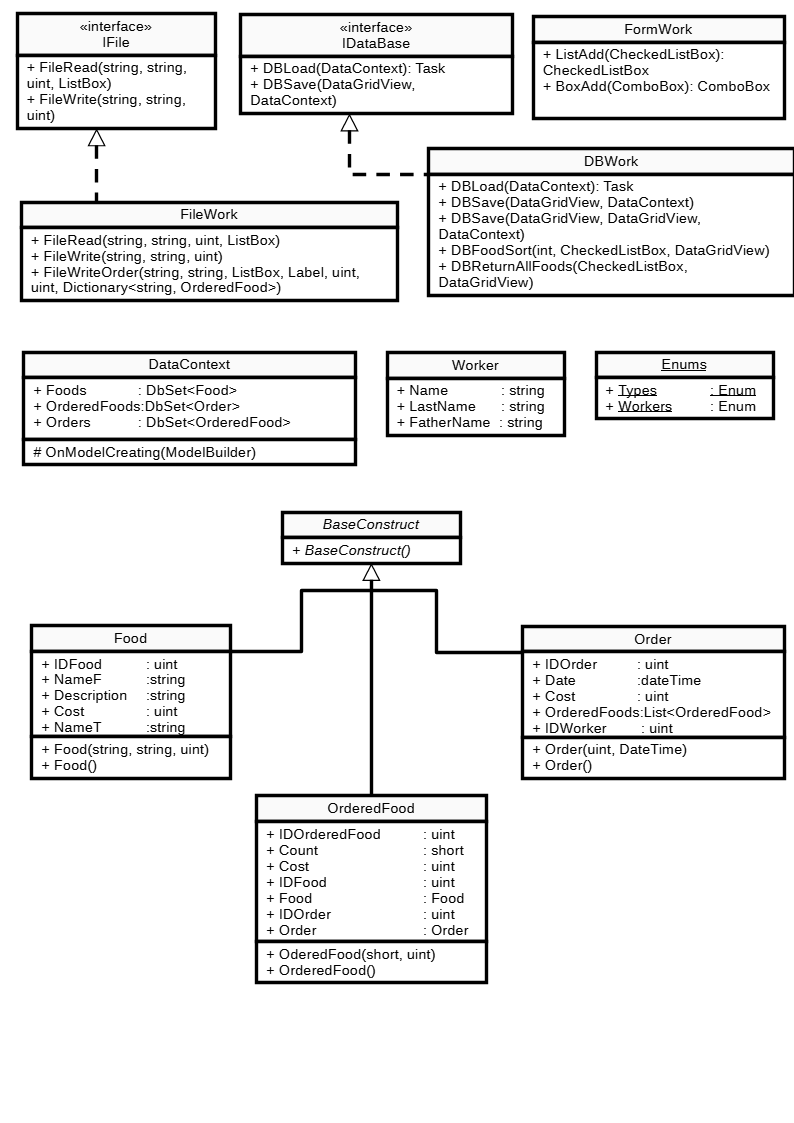 «interface»
IFile
+ FileRead(string, string,
uint, ListBox)
+ FileWrite(string, string,
uint)
«interface»
IDataBase
+ DBLoad(DataContext): Task
+ DBSave(DataGridView,
DataContext)
FormWork
+ ListAdd(CheckedListBox):
CheckedListBox
+ BoxAdd(ComboBox): ComboBox
FileWork
+ FileRead(string, string, uint, ListBox)
+ FileWrite(string, string, uint)
+ FileWriteOrder(string, string, ListBox, Label, uint,
uint, Dictionary<string, OrderedFood>)
DBWork
+ DBLoad(DataContext): Task
+ DBSave(DataGridView, DataContext)
+ DBSave(DataGridView, DataGridView,
DataContext)
+ DBFoodSort(int, CheckedListBox, DataGridView)
+ DBReturnAllFoods(CheckedListBox,
DataGridView)
DataContext
+ Foods : DbSet<Food>
+ OrderedFoods:DbSet<Order>
+ Orders : DbSet<OrderedFood>
# OnModelCreating(ModelBuilder)
Worker
+ Name : string
+ LastName : string
+ FatherName : string
Enums
+ Types : Enum
+ Workers : Enum
BaseConstruct
+ BaseConstruct()
Food
+ IDFood : uint
+ NameF :string
+ Description :string
+ Cost : uint
+ NameT :string
+ Food(string, string, uint)
+ Food()
Order
+ IDOrder : uint
+ Date :dateTime
+ Cost : uint
+ OrderedFoods:List<OrderedFood>
+ IDWorker : uint
+ Order(uint, DateTime)
+ Order()
OrderedFood
+ IDOrderedFood : uint
+ Count : short
+ Cost : uint
+ IDFood : uint
+ Food : Food
+ IDOrder : uint
+ Order : Order
+ OderedFood(short, uint)
+ OrderedFood()